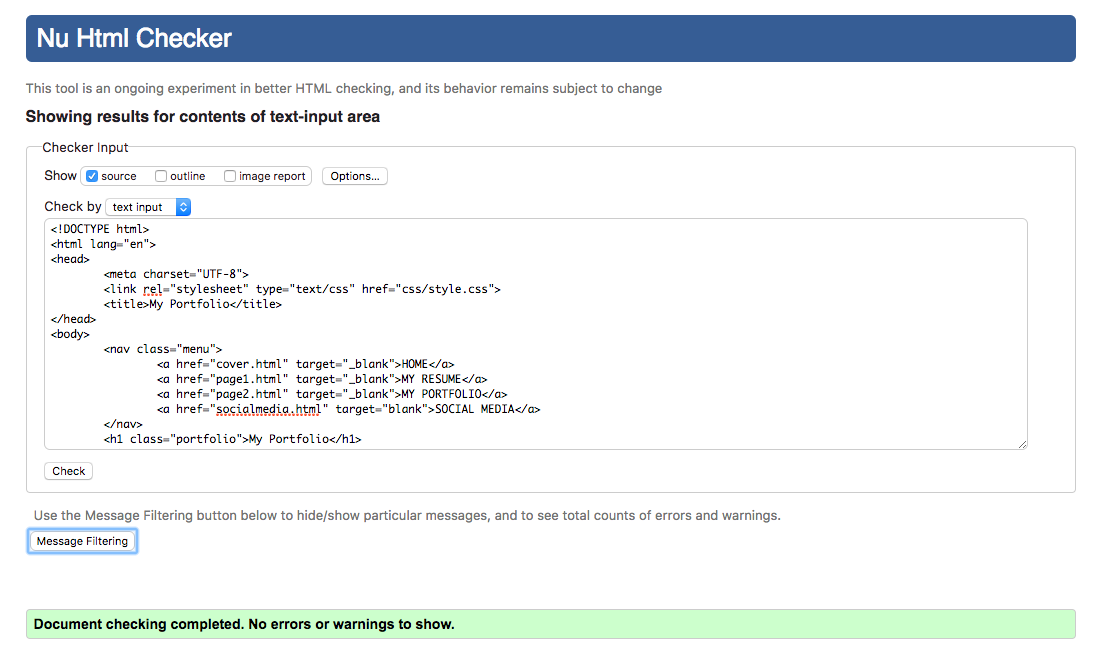 Nu Html Checker
This tool is an ongoing experiment in better HTML checking, and its behavior remains subject to change
Showing results for contents of text-input area
Checker Input
Show source outline image report Options...
Check by text input
<!DOCTYPE html>
<html lang="en">
<head>
<meta charset="UTF-8">
<link rel="stylesheet" type="text/css" href="css/style.css">
<title>My Portfolio</title>
</head>
<body>
<nav class="menu">
<a href="cover.html" target="_blank">HOME</a>
<a href="page1.html" target="_blank">MY RESUME</a>
<a href="page2.html" target="_blank">MY PORTFOLIO</a>
<a href="socialmedia.html" target="blank">SOCIAL MEDIA</a>
</nav>
<h1 class="portfolio">My Portfolio</h1>
Check
Use the Message Filtering button below to hide/show particular messages, and to see total counts of errors and warnings.
Message Filtering
Document checking completed. No errors or warnings to show.